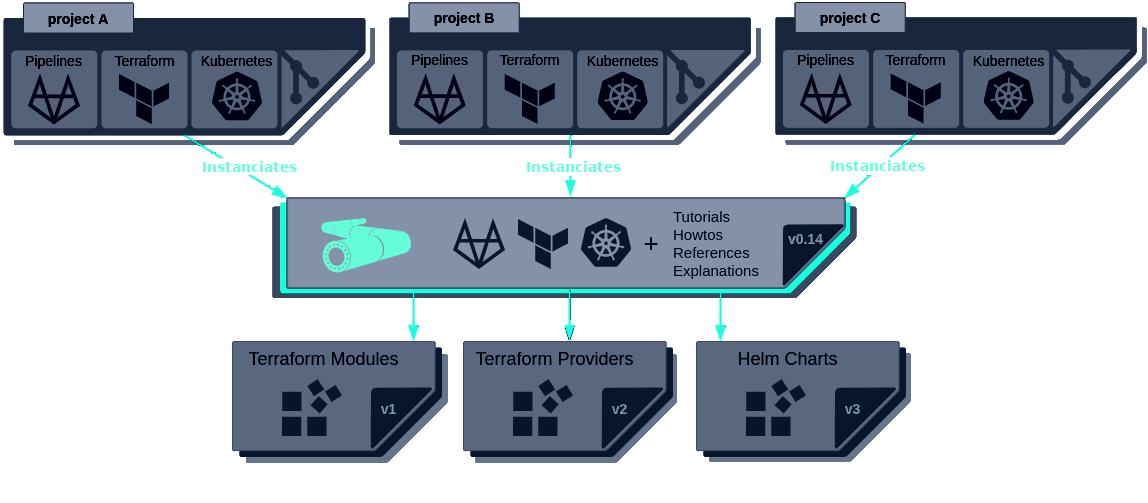 project A
project B
project C
Pipelines
Terraform
Kubernetes
Pipelines
Terraform
Kubernetes
Pipelines
Terraform
Kubernetes
Instanciates
Instanciates
Instanciates
+
Tutorials
Howtos
References
Explanations
v0.14
Terraform Modules
v1
Terraform Providers
v2
Helm Charts
v3